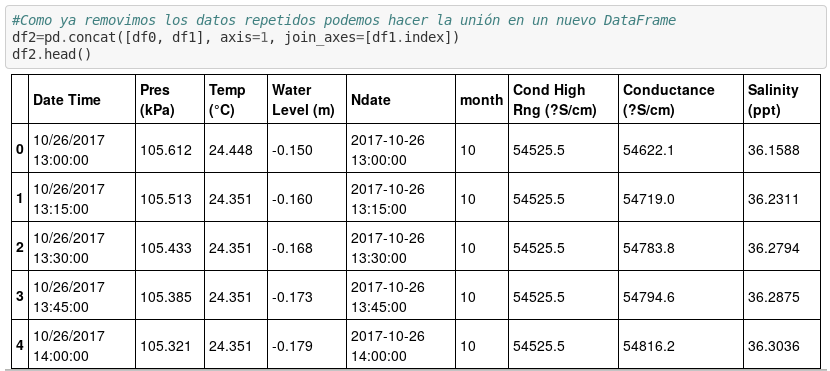 #Como ya removimos los datos repetidos podemos hacer la unión en un nuevo DataFrame
df2=pd.concat([df0, df1], axis=1, join_axes=[df1.index])
df2.head()
Date Time Pres (kPa) Temp (°C) Water Level (m) Ndate month Cond High Rng (?S/cm) Conductance (?S/cm) Salinity (ppt)
0 10/26/2017 13:00:00 105.612 24.448 -0.150 2017-10-26 13:00:00 10 54525.5 54622.1 36.1588
1 10/26/2017 13:15:00 105.513 24.351 -0.160 2017-10-26 13:15:00 10 54525.5 54719.0 36.2311
2 10/26/2017 13:30:00 105.433 24.351 -0.168 2017-10-26 13:30:00 10 54525.5 54783.8 36.2794
3 10/26/2017 13:45:00 105.385 24.351 -0.173 2017-10-26 13:45:00 10 54525.5 54794.6 36.2875
4 10/26/2017 14:00:00 105.321 24.351 -0.179 2017-10-26 14:00:00 10 54525.5 54816.2 36.3036